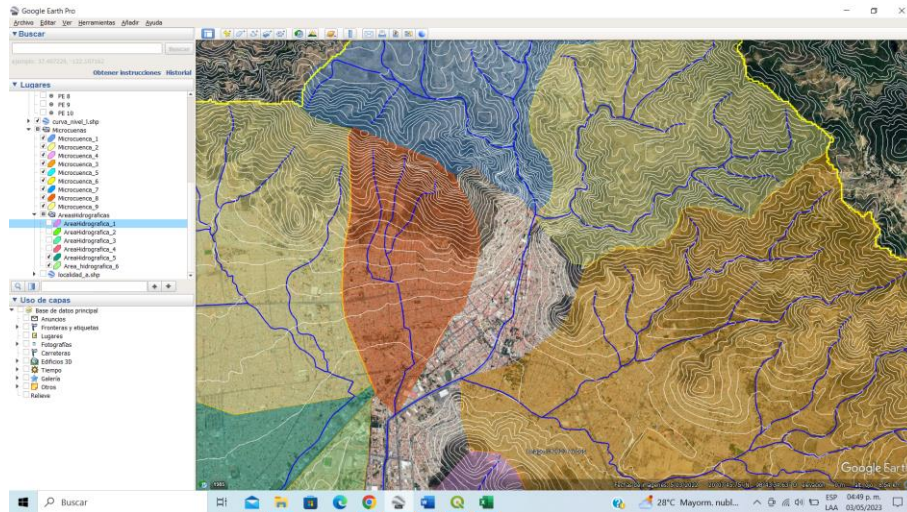 Google Earth Pro
Archivo Editar Ver Herramientas Añadir Ayuda
Buscar
Buscar
Obtener instrucciones Historial
Lugares
PE 8
PE 9
PE 10
curva_nivel_l.shp
Microcuenas
Microcuenca_1
Microcuenca_2
Microcuenca_4
Microcuenca_3
Microcuenca_5
Microcuenca_6
Microcuenca_7
Microcuenca_8
Microcuenca_9
AreasHidrograficas
AreaHidrografica_1
AreaHidrografica_2
AreaHidrografica_3
AreaHidrografica_4
AreaHidrografica_5
Area_hidrografica_6
localidad_a.shp
Uso de capas
Base de datos principal
Anuncios
Fronteras y etiquetas
Lugares
Fotografías
Carreteras
Edificios 3D
Tiempo
Galería
Otros
Relieve
1985
Google Earth
Buscar
28°C Mayorm. nubl...
ESP
LAA
04:49 p. m.
03/05/2023